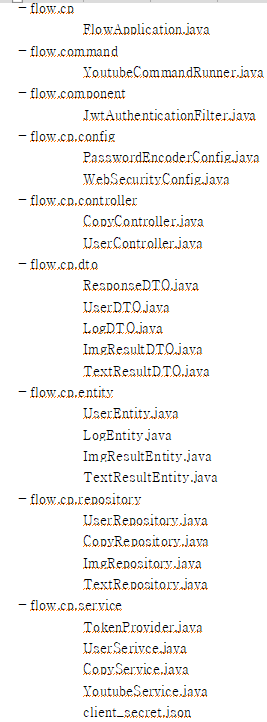 – flow.cp
FlowApplication.java
– flow.command
YoutubeCommandRunner.java
– flow.component
JwtAuthenticationFilter.java
– flow.cp.config
PasswordEncoderConfig.java
WebSecurityConfig.java
– flow.cp.controller
CopyController.java
UserController.java
– flow.cp.dto
ResponseDTO.java
UserDTO.java
LogDTO.java
ImgResultDTO.java
TextResultDTO.java
– flow.cp.entity
UserEntity.java
LogEntity.java
ImgResultEntity.java
TextResultEntity.java
– flow.cp.repository
UserRepository.java
CopyRepository.java
ImgRepository.java
TextRepository.java
– flow.cp.service
TokenProvider.java
UserSerivce.java
CopyService.java
YoutubeService.java
client_secret.json